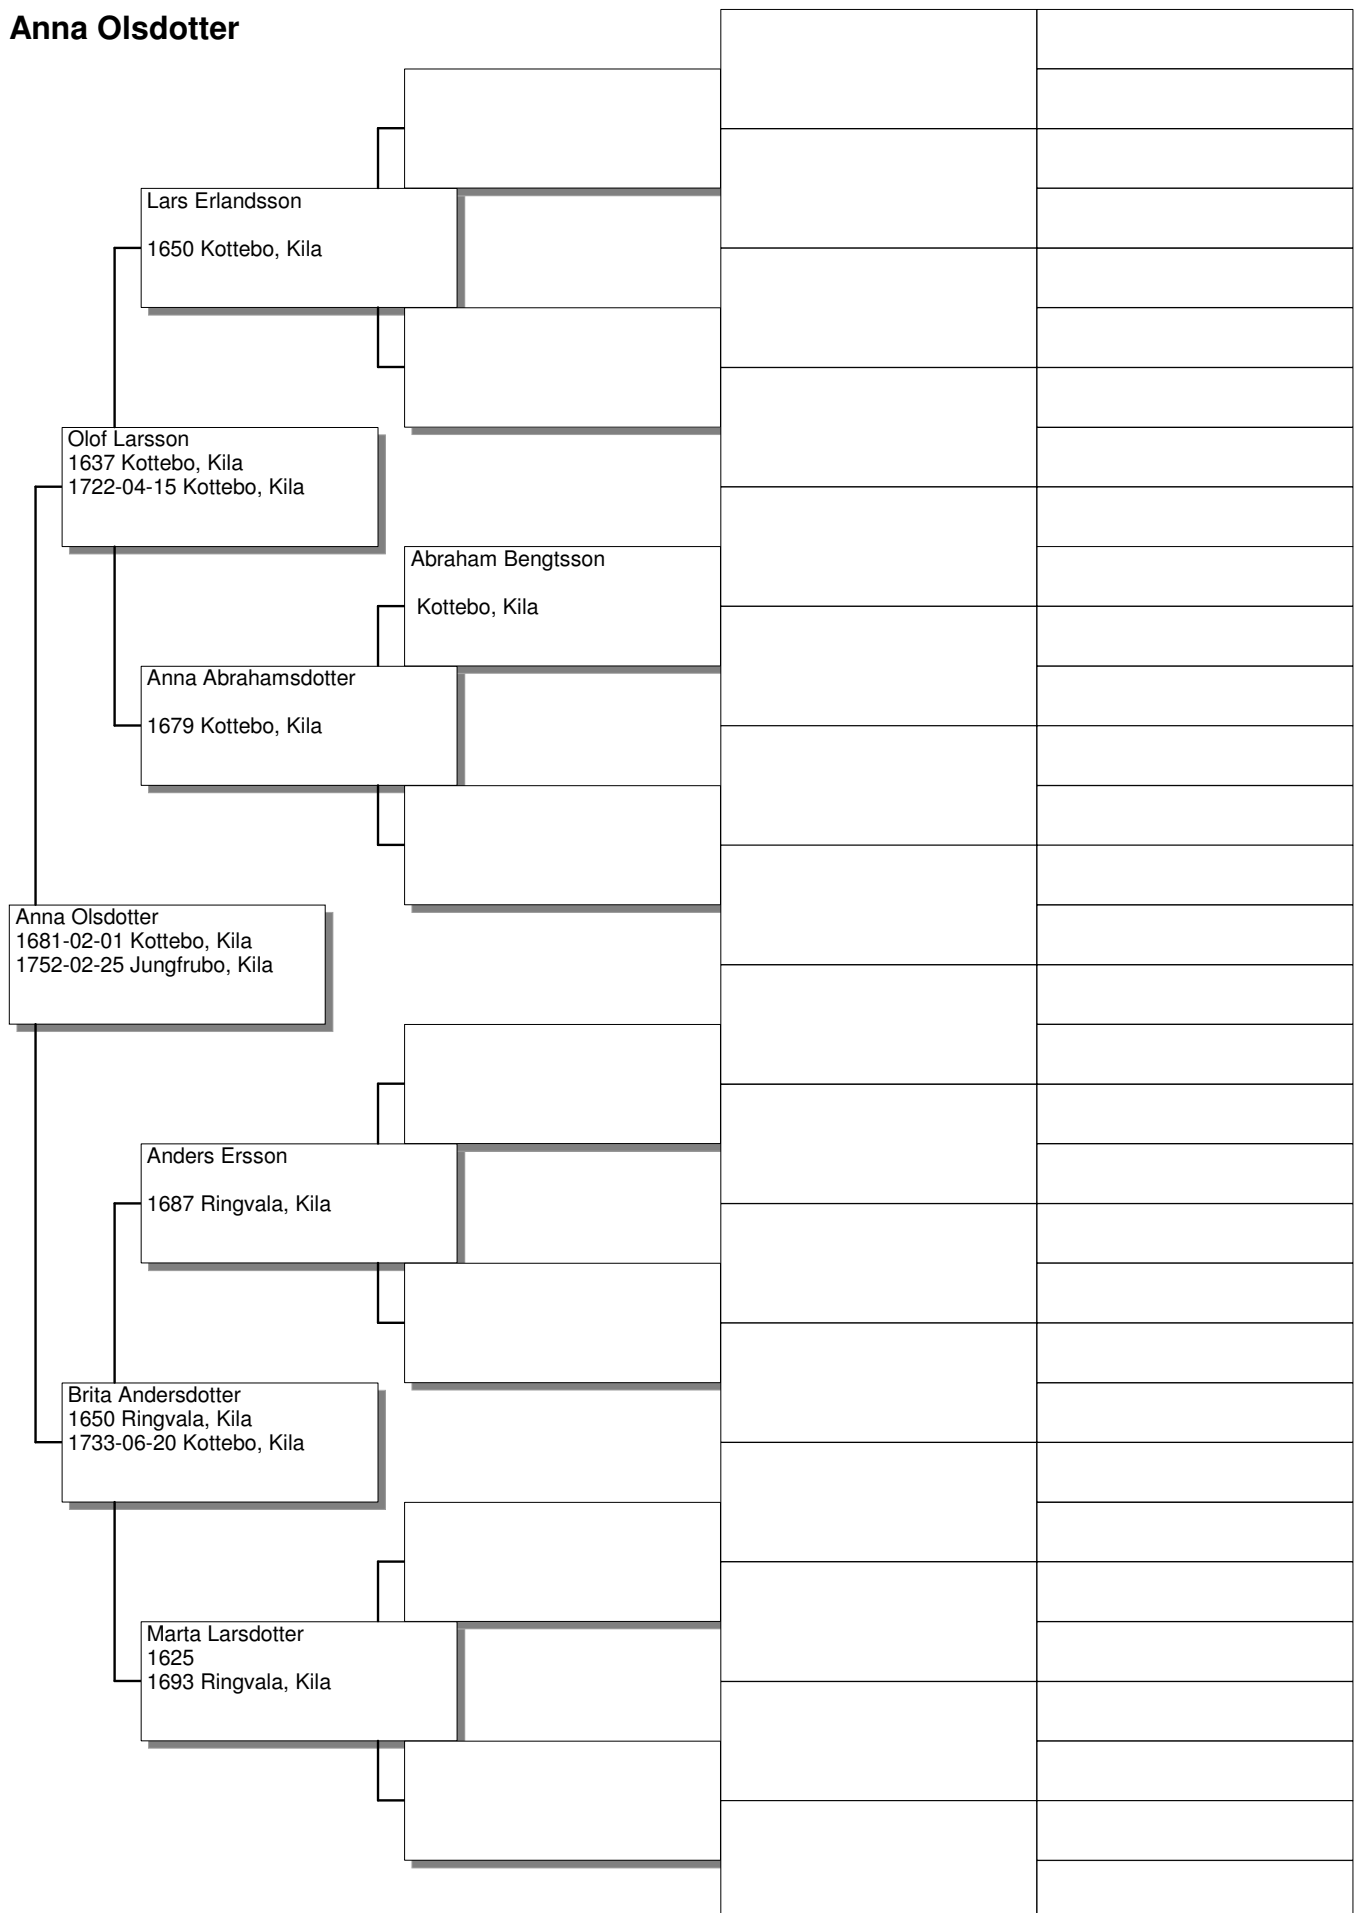 Anna Olsdotter
Lars Erlandsson
1650 Kottebo, Kila
Olof Larsson
1637 Kottebo, Kila
1722-04-15 Kottebo, Kila
Abraham Bengtsson
Kottebo, Kila
Anna Abrahamsdotter
1679 Kottebo, Kila
Anna Olsdotter
1681-02-01 Kottebo, Kila
1752-02-25 Jungfrubo, Kila
Anders Ersson
1687 Ringvala, Kila
Brita Andersdotter
1650 Ringvala, Kila
1733-06-20 Kottebo, Kila
Marta Larsdotter
1625
1693 Ringvala, Kila